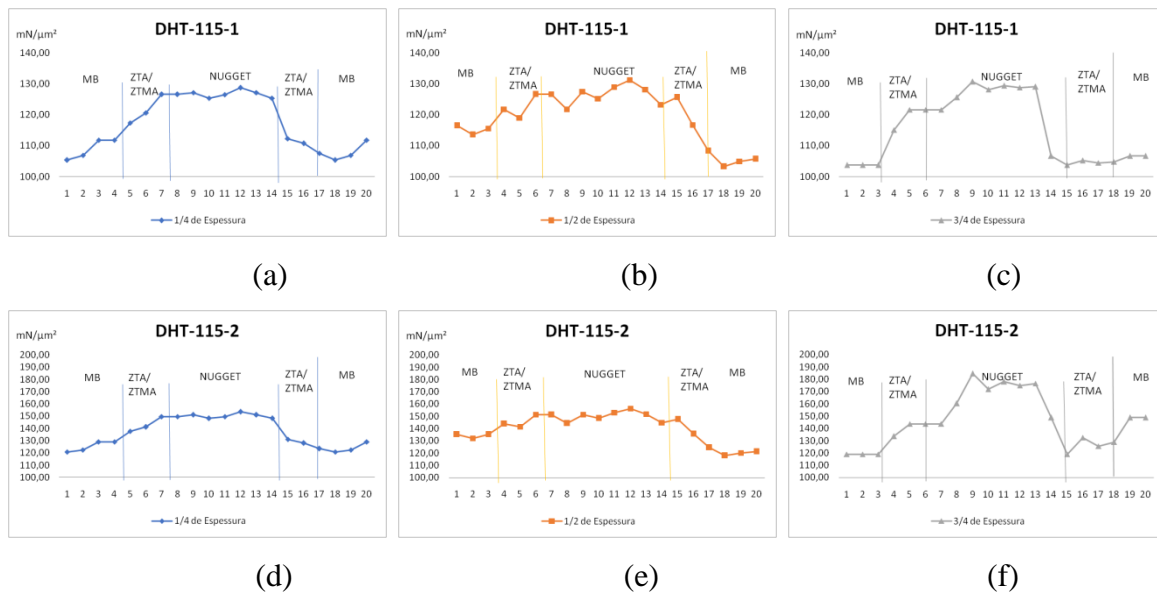 DHT-115-1
mN/µm²
140,00
130,00
120,00
110,00
100,00
MB
ZTA/
ZTMA
NUGGET
ZTA/
ZTMA
MB
1 2 3 4 5 6 7 8 9 10 11 12 13 14 15 16 17 18 19 20
1/4 de Espessura
(a)
DHT-115-1
mN/µm²
140,00
130,00
120,00
110,00
100,00
MB
ZTA/
ZTMA
NUGGET
ZTA/
ZTMA
MB
1 2 3 4 5 6 7 8 9 10 11 12 13 14 15 16 17 18 19 20
1/2 de Espessura
(b)
DHT-115-1
mN/µm²
140,00
130,00
120,00
110,00
100,00
MB
ZTA/
ZTMA
NUGGET
ZTA/
ZTMA
MB
1 2 3 4 5 6 7 8 9 10 11 12 13 14 15 16 17 18 19 20
3/4 de Espessura
(c)
DHT-115-2
mN/µm²
200,00
190,00
180,00
170,00
160,00
150,00
140,00
130,00
120,00
110,00
100,00
MB
ZTA/
ZTMA
NUGGET
ZTA/
ZTMA
MB
1 2 3 4 5 6 7 8 9 10 11 12 13 14 15 16 17 18 19 20
1/4 de Espessura
(d)
DHT-115-2
mN/µm²
200,00
190,00
180,00
170,00
160,00
150,00
140,00
130,00
120,00
110,00
100,00
MB
ZTA/
ZTMA
NUGGET
ZTA/
ZTMA
MB
1 2 3 4 5 6 7 8 9 10 11 12 13 14 15 16 17 18 19 20
1/2 de Espessura
(e)
DHT-115-2
mN/µm²
200,00
190,00
180,00
170,00
160,00
150,00
140,00
130,00
120,00
110,00
100,00
MB
ZTA/
ZTMA
NUGGET
ZTA/
ZTMA
MB
1 2 3 4 5 6 7 8 9 10 11 12 13 14 15 16 17 18 19 20
3/4 de Espessura
(f)